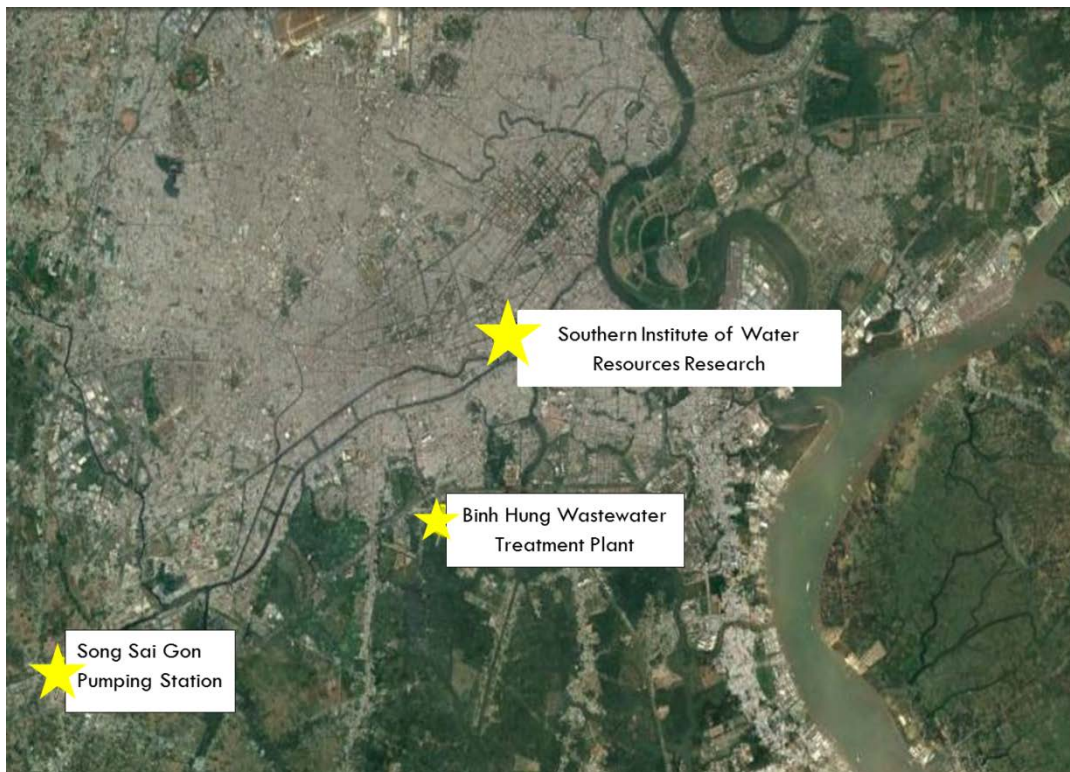 Southern Institute of Water
Resources Research
Binh Hung Wastewater
Treatment Plant
Song Sai Gon
Pumping Station